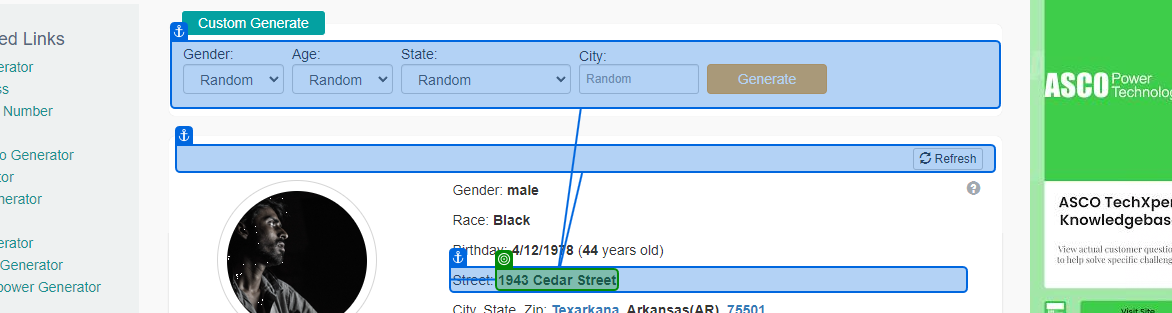 Custom Generate
ed Links
Gender: Age: State: City:
erator
Random Random Random Random Generate
ss
Number
ASCO Power Technolog
o Generator
Refresh
tor
Gender: male
nerator
Race: Black
ASCO TechXper
Knowledgebas
erator
Birthday: 4/12/1978 (44 years old)
View actual customer questio
to help solve specific challeng
Generator
Street: 1943 Cedar Street
power Generator
City, State, Zip: Texarkana, Arkansas(AR), 75501
Visit Site